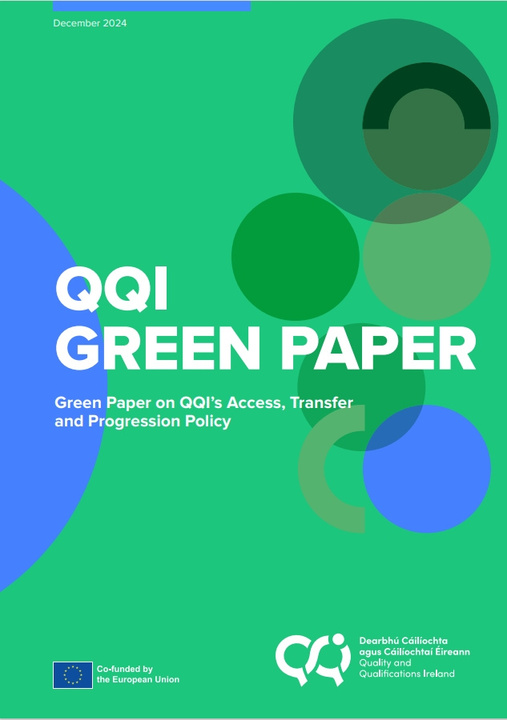 December 2024
QQI
GREEN PAPER
Green Paper on QQI's Access, Transfer
and Progression Policy
Co-funded by
the European Union
QQI
Dearbhú Cáilíochta
agus Cáilíochtaí Éireann
Quality and
Qualifications Ireland